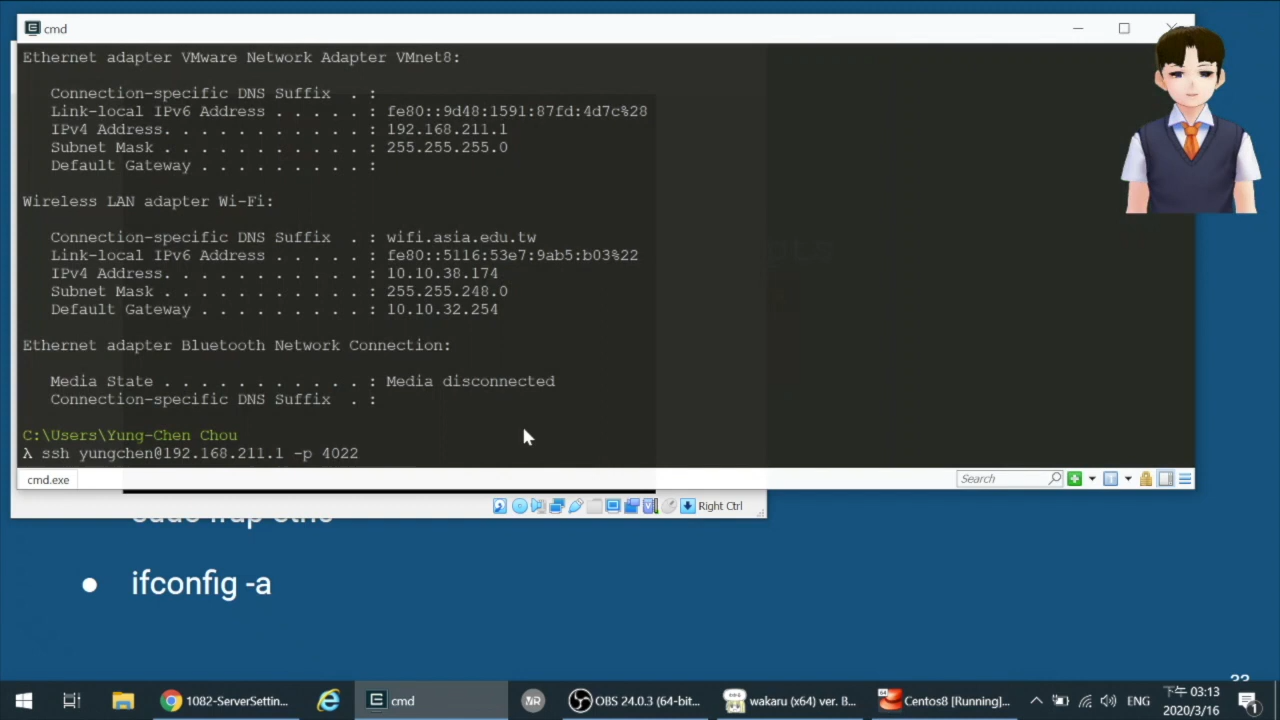 cmd
Ethernet adapter VMware Network Adapter VMnet8:
Connection-specific DNS Suffix . :
Link-local IPv6 Address . . . . . : fe80::9d48:1591:87fd:4d7c%28
IPv4 Address. . . . . . . . . . . : 192.168.211.1
Subnet Mask . . . . . . . . . . . : 255.255.255.0
Default Gateway . . . . . . . . . :
Wireless LAN adapter Wi-Fi:
Connection-specific DNS Suffix . : wifi.asia.edu.tw
Link-local IPv6 Address . . . . . : fe80::5116:53e7:9ab5:b03%22
IPv4 Address. . . . . . . . . . . : 10.10.38.174
Subnet Mask . . . . . . . . . . . : 255.255.248.0
Default Gateway . . . . . . . . . : 10.10.32.254
Ethernet adapter Bluetooth Network Connection:
Media State . . . . . . . . . . . : Media disconnected
Connection-specific DNS Suffix . :
C:\Users\Yung-Chen Chou
λ ssh yungchen@192.168.211.1 -p 4022
cmd.exe
Search
Right Ctrl
● ifconfig -a
1082-ServerSettin...
cmd
OBS 24.0.3 (64-bit...
wakaru (x64) ver. 8...
Centos8 [Running]...
ENG
下午 03:13
2020/3/16
1